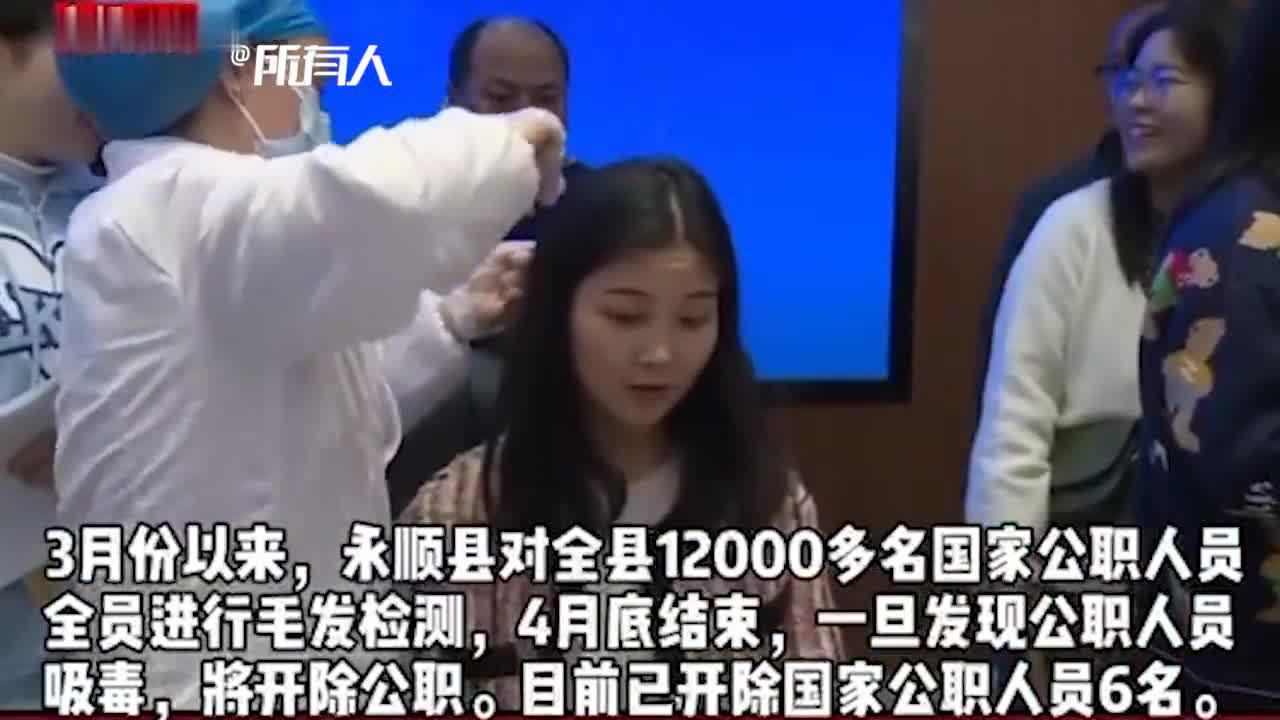 @所有人
3月份以来，永顺县对全县12000多名国家公职人员
全员进行毛发检测，4月底结束，一旦发现公职人员
吸毒，将开除公职。目前已开除国家公职人员6名。